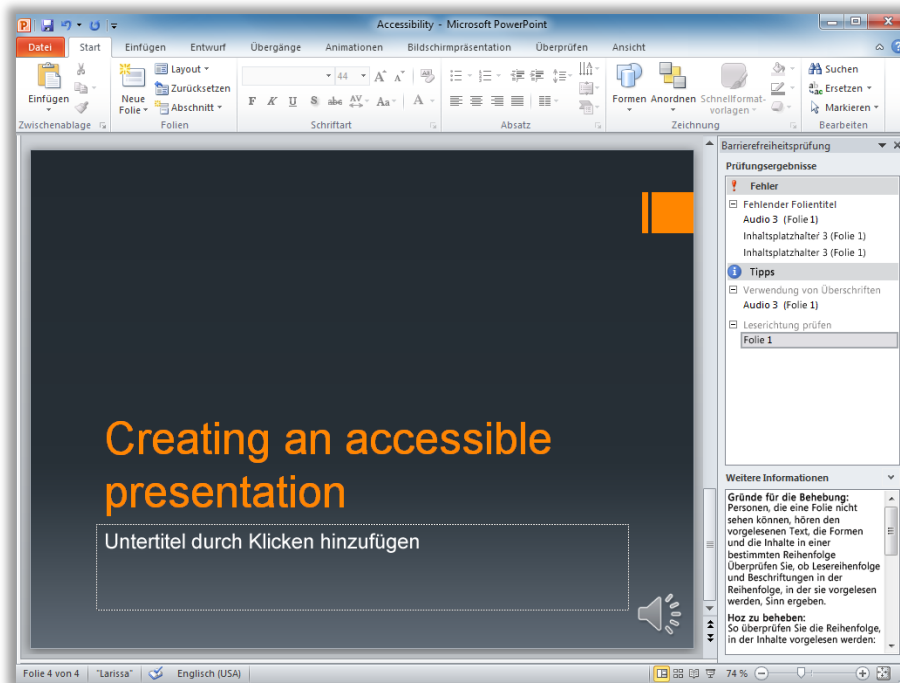 Accessibility - Microsoft PowerPoint
Datei Start Einfügen Entwurf Übergänge Animationen Bildschirmpräsentation Überprüfen Ansicht
Einfügen
Zwischenablage
Neue Folie
Layout
Zurücksetzen
Abschnitt
Folien
44
F K U S abc AV Aa A
Schriftart
Absatz
Formen Anordnen Schnellformat-
vorlagen
Zeichnung
Suchen
Ersetzen
Markieren
Bearbeiten
Creating an accessible
presentation
Untertitel durch Klicken hinzufügen
Barrierefreiheitsprüfung
Prüfungsergebnisse
Fehler
Fehlender Folientitel
Audio 3 (Folie 1)
Inhaltsplatzhalter 3 (Folie 1)
Inhaltsplatzhalter 3 (Folie 1)
Tipps
Verwendung von Überschriften
Audio 3 (Folie 1)
Leserichtung prüfen
Folie 1
Weitere Informationen
Gründe für die Behebung:
Personen, die eine Folie nicht
sehen können, hören den
vorgelesenen Text, die Formen
und die Inhalte in einer
bestimmten Reihenfolge
Überprüfen Sie, ob Lesereihenfolge
und Beschriftungen in der
Reihenfolge, in der sie vorgelesen
werden, Sinn ergeben.
Hoz zu beheben:
So überprüfen Sie die Reihenfolge,
in der Inhalte vorgelesen werden:
Folie 4 von 4 "Larissa" Englisch (USA) 74 %